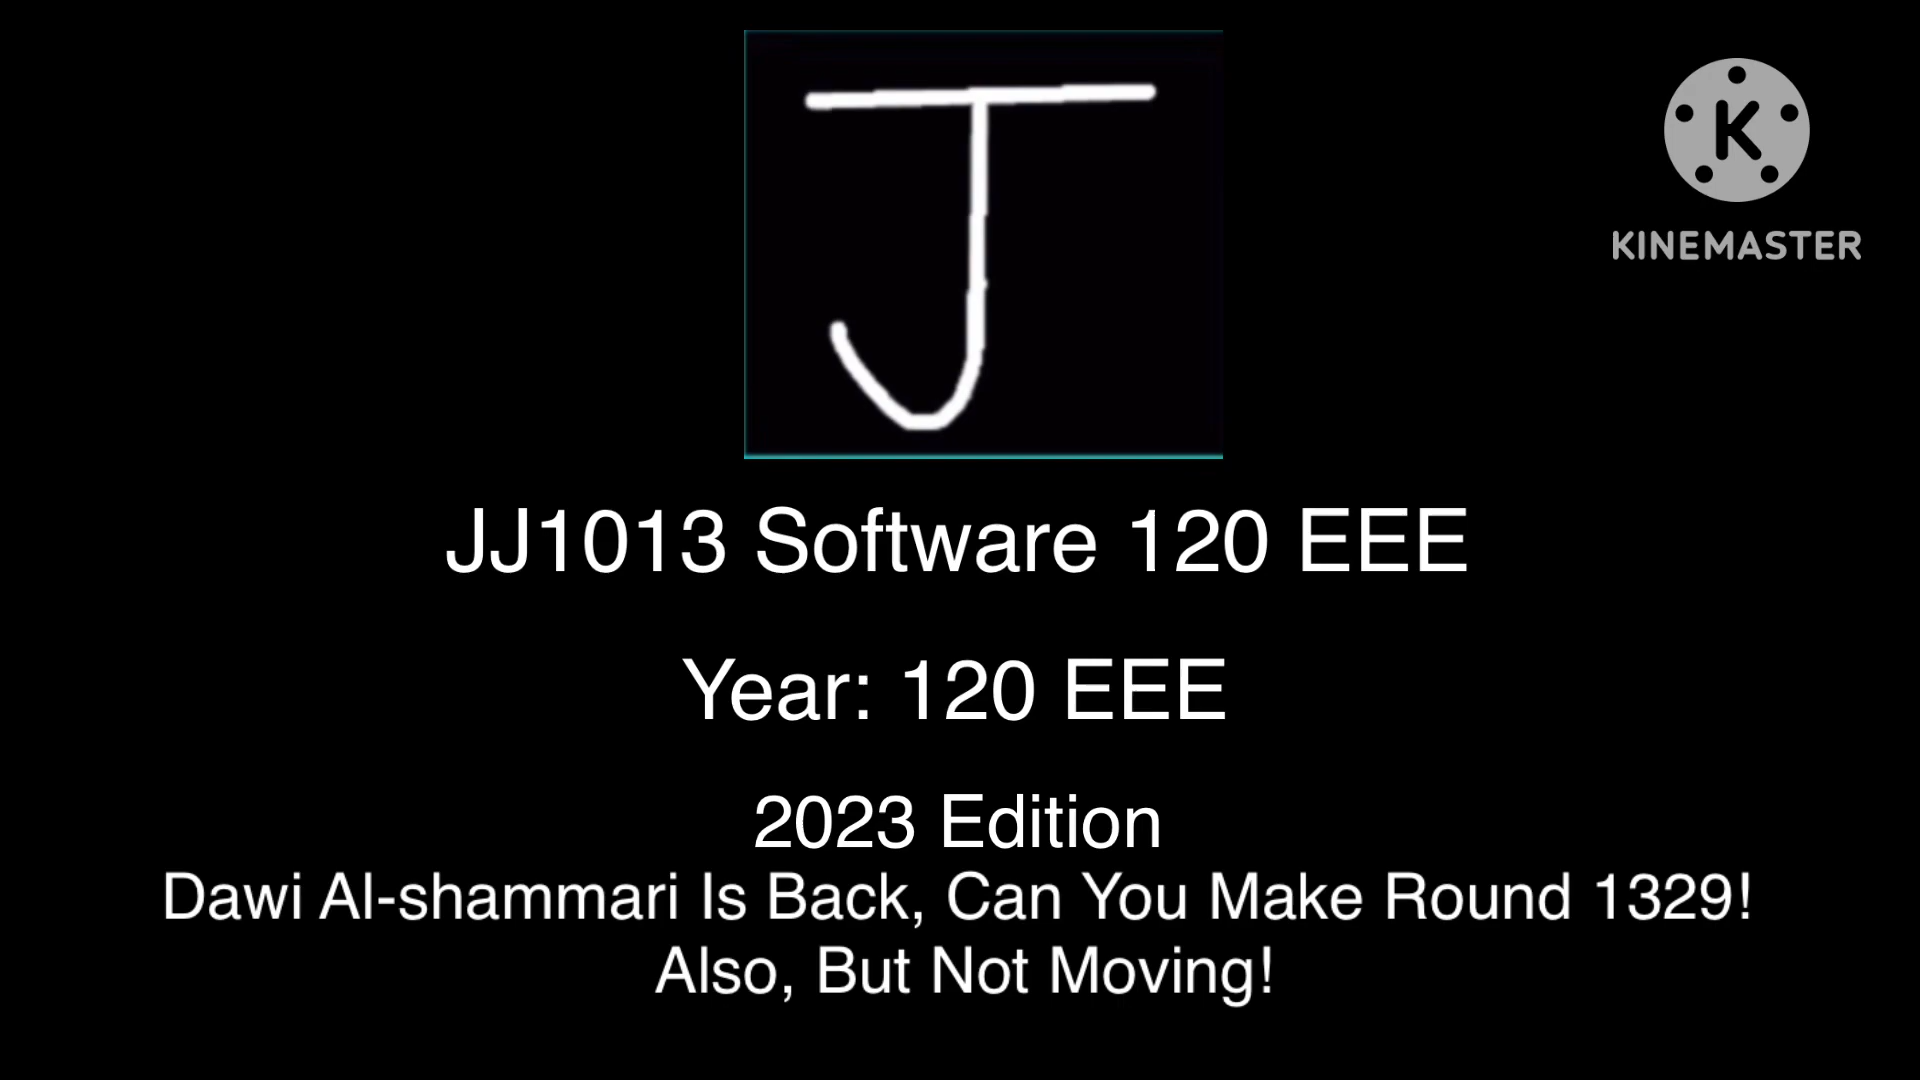 J
K
KINEMASTER
JJ1013 Software 120 EEE
Year: 120 EEE
2023 Edition
Dawi Al-shammari Is Back, Can You Make Round 1329!
Also, But Not Moving!